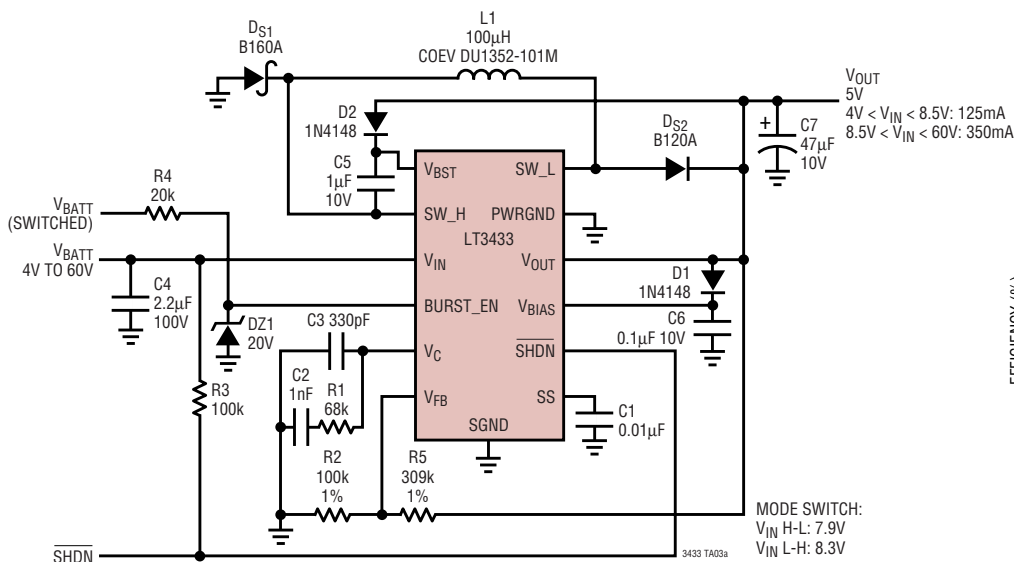 DS1
B160A
L1
100µH
COEV DU1352-101M
D2
1N4148
C5
1µF
10V
DS2
B120A
VOUT
5V
4V < VIN < 8.5V: 125mA
8.5V < VIN < 60V: 350mA
+
C7
47µF
10V
R4
20k
VBATT
(SWITCHED)
VBATT
4V TO 60V
C4
2.2µF
100V
DZ1
20V
R3
100k
VBST
SW_H
VIN
BURST_EN
VC
VFB
SGND
LT3433
SW_L
PWRGND
VOUT
VBIAS
SHDN
SS
D1
1N4148
C6
0.1µF 10V
C1
0.01µF
C3 330pF
C2
1nF
R1
68k
R2
100k
1%
R5
309k
1%
MODE SWITCH:
VIN H-L: 7.9V
VIN L-H: 8.3V
SHDN
3433 TA03a
EFFICIENCY (%)